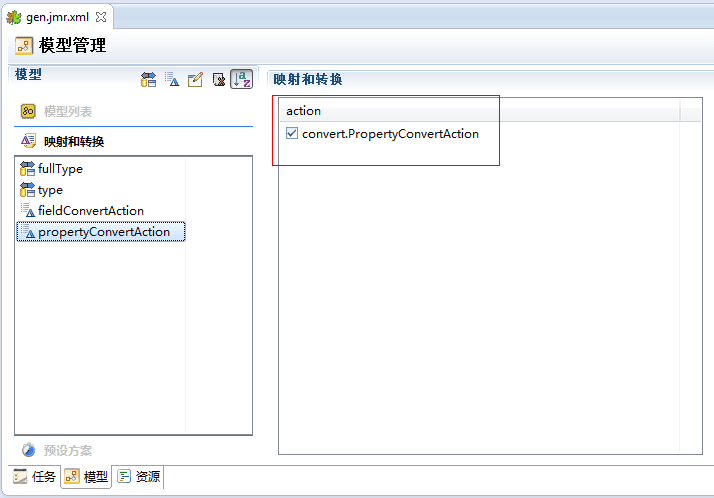 gen.jmr.xml
模型管理
模型
模型列表
映射和转换
fullType
type
fieldConvertAction
propertyConvertAction
预设方案
映射和转换
action
convert.PropertyConvertAction
任务 模型 资源